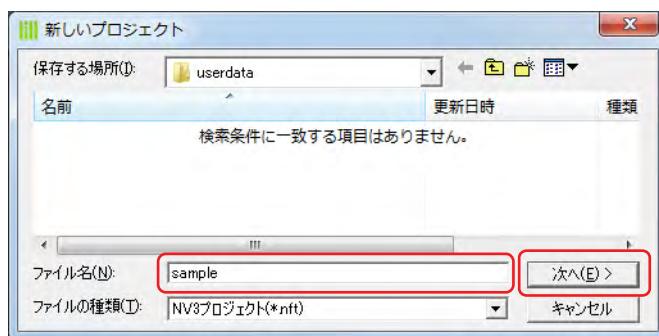 新しいプロジェクト
保存する場所(I): userdata
名前 更新日時 種類
検索条件に一致する項目はありません。
ファイル名(N): sample 次へ(E) >
ファイルの種類(T): NV3プロジェクト(*nft) キャンセル